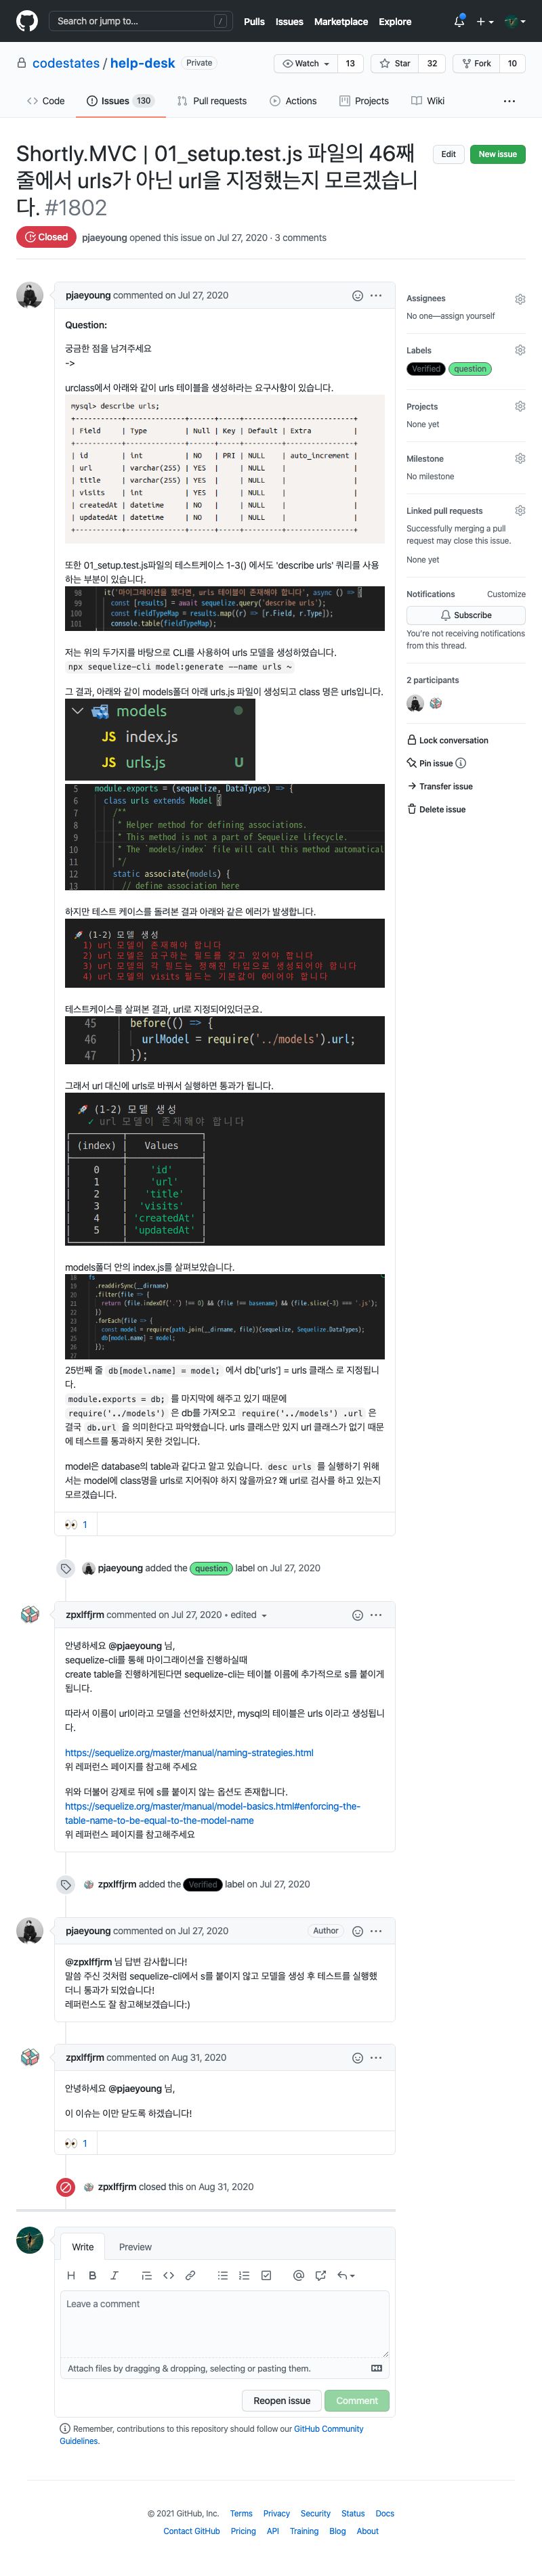 Search or jump to...
/
Pulls Issues Marketplace Explore
codestates / help-desk Private
Watch 13 Star 32 Fork 10
Code Issues 130 Pull requests Actions Projects Wiki ...
Shortly.MVC | 01_setup.test.js 파일의 46째
줄에서 urls가 아닌 url을 지정했는지 모르겠습니
다. #1802
Edit New issue
Closed pjaeyoung opened this issue on Jul 27, 2020 · 3 comments
pjaeyoung commented on Jul 27, 2020
Question:
궁금한 점을 남겨주세요
->
urclass에서 아래와 같이 urls 테이블을 생성하라는 요구사항이 있습니다.
mysql> describe urls;
+-----------+--------------+------+-----+---------+----------------+
| Field | Type | Null | Key | Default | Extra |
+-----------+--------------+------+-----+---------+----------------+
| id | int | NO | PRI | NULL | auto_increment |
| url | varchar(255) | YES | | NULL | |
| title | varchar(255) | YES | | NULL | |
| visits | int | YES | | NULL | |
| createdAt | datetime | NO | | NULL | |
| updatedAt | datetime | NO | | NULL | |
+-----------+--------------+------+-----+---------+----------------+
또한 01_setup.test.js파일의 테스트케이스 1-3() 에서도 'describe urls' 쿼리를 사용
하는 부분이 있습니다.
98 it('마이그레이션을 했다면, urls 테이블이 존재해야 합니다', async () => {
99 const [results] = await sequelize.query('describe urls');
100 const fieldTypeMap = results.map((r) => [r.Field, r.Type]);
101 console.table(fieldTypeMap);
저는 위의 두가지를 바탕으로 CLI를 사용하여 urls 모델을 생성하였습니다.
npx sequelize-cli model:generate --name urls ~
그 결과, 아래와 같이 models폴더 아래 urls.js 파일이 생성되고 class 명은 urls입니다.
models
JS index.js
JS urls.js U
5 module.exports = (sequelize, DataTypes) => {
6 class urls extends Model {
7 /**
8 * Helper method for defining associations.
9 * This method is not a part of Sequelize lifecycle.
10 * The `models/index` file will call this method automatical
11 */
12 static associate(models) {
13 // define association here
하지만 테스트 케이스를 돌려본 결과 아래와 같은 에러가 발생합니다.
(1-2) 모델 생성
1) url 모델이 존재해야 합니다
2) url 모델은 요구하는 필드를 갖고 있어야 합니다
3) url 모델의 각 필드는 정해진 타입으로 생성되어야 합니다
4) url 모델의 visits 필드는 기본값이 0이어야 합니다
테스트케이스를 살펴본 결과, url로 지정되어있더군요.
45 before(() => {
46 urlModel = require('../models').url;
47 });
그래서 url 대신에 urls로 바꿔서 실행하면 통과가 됩니다.
(1-2) 모델 생성
✓ url 모델이 존재해야 합니다
(index) Values
0 'id'
1 'url'
2 'title'
3 'visits'
4 'createdAt'
5 'updatedAt'
models폴더 안의 index.js를 살펴보았습니다.
18 fs
19 .readdirSync(__dirname)
20 .filter(file => {
21 return (file.indexOf('.') !== 0) && (file !== basename) && (file.slice(-3) === '.js');
22 })
23 .forEach(file => {
24 const model = require(path.join(__dirname, file))(sequelize, Sequelize.DataTypes);
25 db[model.name] = model;
26 });
27
25번째 줄 db[model.name] = model; 에서 db['urls'] = urls 클래스 로 지정됩니
다.
module.exports = db; 를 마지막에 해주고 있기 때문에
require('../models') 은 db를 가져오고 require('../models') .url 은
결국 db.url 을 의미한다고 파악했습니다. urls 클래스만 있지 url 클래스가 없기 때문
에 테스트를 통과하지 못한 것입니다.
model은 database의 table과 같다고 알고 있습니다. desc urls 를 실행하기 위해
서는 model에 class명을 urls로 지어줘야 하지 않을까요? 왜 url로 검사를 하고 있는지
모르겠습니다.
👀 1
pjaeyoung added the question label on Jul 27, 2020
zpxlffjrm commented on Jul 27, 2020 • edited
안녕하세요 @pjaeyoung 님,
sequelize-cli를 통해 마이그레이션을 진행하실때
create table을 진행하게된다면 sequelize-cli는 테이블 이름에 추가적으로 s를 붙이게
됩니다.
따라서 이름이 url이라고 모델을 선언하셨지만, mysql의 테이블은 urls 이라고 생성됩니
다.
https://sequelize.org/master/manual/naming-strategies.html
위 레퍼런스 페이지를 참고해 주세요
위와 더불어 강제로 뒤에 s를 붙이지 않는 옵션도 존재합니다.
https://sequelize.org/master/manual/model-basics.html#enforcing-the-
table-name-to-be-equal-to-the-model-name
위 레퍼런스 페이지를 참고해주세요
zpxlffjrm added the Verified label on Jul 27, 2020
pjaeyoung commented on Jul 27, 2020 Author
@zpxlffjrm 님 답변 감사합니다!
말씀 주신 것처럼 sequelize-cli에서 s를 붙이지 않고 모델을 생성 후 테스트를 실행했
더니 통과가 되었습니다!
레퍼런스도 잘 참고해보겠습니다:)
zpxlffjrm commented on Aug 31, 2020
안녕하세요 @pjaeyoung 님,
이 이슈는 이만 닫도록 하겠습니다!
👀 1
zpxlffjrm closed this on Aug 31, 2020
Write Preview
Leave a comment
Attach files by dragging & dropping, selecting or pasting them.
Reopen issue Comment
Remember, contributions to this repository should follow our GitHub Community
Guidelines.
Assignees
No one—assign yourself
Labels
Verified question
Projects
None yet
Milestone
No milestone
Linked pull requests
Successfully merging a pull
request may close this issue.
None yet
Notifications Customize
Subscribe
You're not receiving notifications
from this thread.
2 participants
Lock conversation
Pin issue
Transfer issue
Delete issue
© 2021 GitHub, Inc. Terms Privacy Security Status Docs
Contact GitHub Pricing API Training Blog About